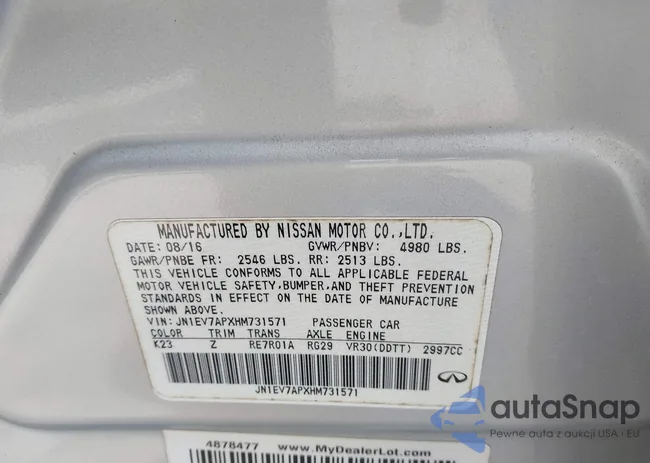 MANUFACTURED BY NISSAN MOTOR CO.,LTD.
DATE: 08/16 GVWR/PNBV: 4980 LBS.
GAWR/PNBE FR: 2546 LBS. RR: 2513 LBS.
THIS VEHICLE CONFORMS TO ALL APPLICABLE FEDERAL
MOTOR VEHICLE SAFETY,BUMPER,AND THEFT PREVENTION
STANDARDS IN EFFECT ON THE DATE OF MANUFACTURE
SHOWN ABOVE.
VIN: JN1EV7APXHM731571 PASSENGER CAR
COLOR TRIM TRANS AXLE ENGINE
K23 Z RE7R01A RG29 VR30(DDTT) 2997CC
JN1EV7APXHM731571
INFINITI
4878477 www.MyDealerLot.com
autaSnap
Pewne auta z aukcji USA i EU